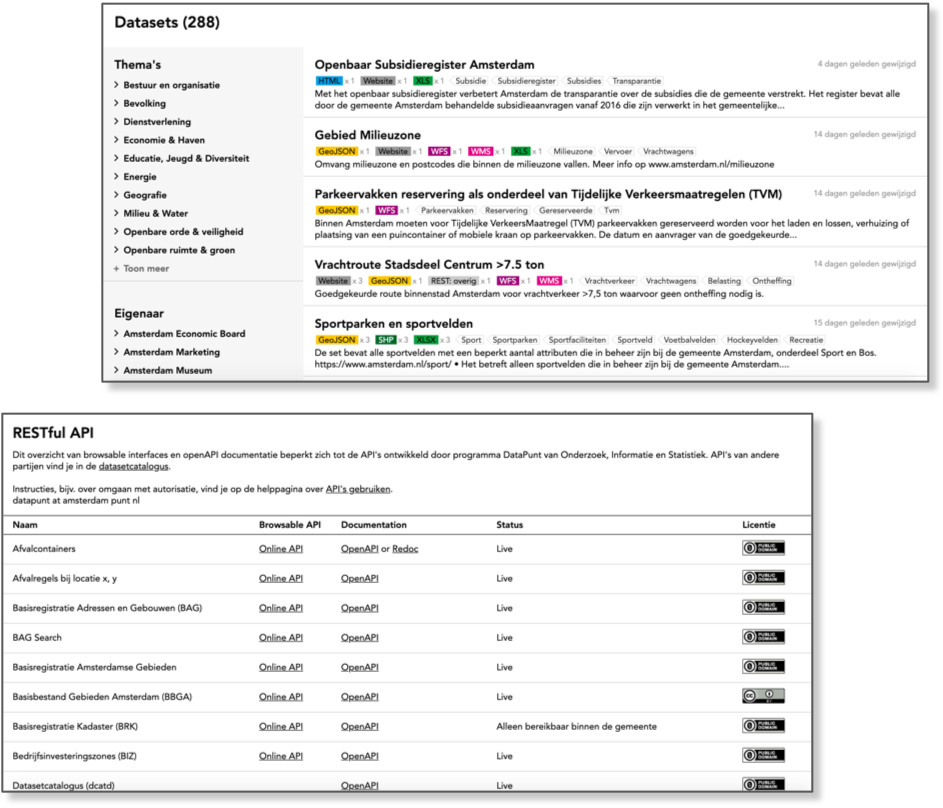 Datasets (288)
Thema's
Bestuur en organisatie
Bevolking
Dienstverlening
Economie & Haven
Educatie, Jeugd & Diversiteit
Energie
Geografie
Milieu & Water
Openbare orde & veiligheid
Openbare ruimte & groen
+ Toon meer
Eigenaar
Amsterdam Economic Board
Amsterdam Marketing
Amsterdam Museum
Openbaar Subsidieregister Amsterdam 4 dagen geleden gewijzigd
HTML x 1 Website x 1 XLS x 1 Subsidie Subsidieregister Subsidies Transparantie
Met het openbaar subsidieregister verbetert Amsterdam de transparantie over de subsidies die de gemeente verstrekt. Het register bevat alle
door de gemeente Amsterdam behandelde subsidieaanvragen vanaf 2016 die zijn verwerkt in het gemeentelijke...
Gebied Milieuzone 14 dagen geleden gewijzigd
GeoJSON x 1 Website x 1 WFS x 1 WMS x 1 XLS x 1 Milieuzone Vervoer Vrachtwagens
Omvang milieuzone en postcodes die binnen de milieuzone vallen. Meer info op www.amsterdam.nl/milieuzone
Parkeervakken reservering als onderdeel van Tijdelijke Verkeersmaatregelen (TVM) 14 dagen geleden gewijzigd
GeoJSON x 1 WFS x 1 Parkeervakken Reservering Gereserveerde Tvm
Binnen Amsterdam moeten voor Tijdelijke VerkeersMaatregel (TVM) parkeervakken gereserveerd worden voor het laden en lossen, verhuizing of
plaatsing van een puincontainer of mobiele kraan op parkeervakken. De datum en aanvrager van de goedgekeurde...
Vrachtroute Stadsdeel Centrum >7.5 ton 14 dagen geleden gewijzigd
Website x 3 GeoJSON x 1 REST: overig x 1 WFS x 1 WMS x 1 Vrachtverkeer Vrachtwagens Belasting Ontheffing
Goedgekeurde route binnenstad Amsterdam voor vrachtverkeer >7,5 ton waarvoor geen ontheffing nodig is.
Sportparken en sportvelden 15 dagen geleden gewijzigd
GeoJSON x 3 SHP x 3 XLSX x 3 Sport Sportparken Sportfaciliteiten Sportveld Voetbalvelden Hockeyvelden Recreatie
De set bevat alle sportvelden met een beperkt aantal attributen die in beheer zijn bij de gemeente Amsterdam, onderdeel Sport en Bos.
https://www.amsterdam.nl/sport/ • Het betreft alleen sportvelden die in beheer zijn bij de gemeente Amsterdam....
RESTful API
Dit overzicht van browsable interfaces en openAPI documentatie beperkt zich tot de API's ontwikkeld door programma DataPunt van Onderzoek, Informatie en Statistiek. API's van andere
partijen vind je in de datasetcatalogus.
Instructies, bijv. over omgaan met autorisatie, vind je op de helppagina over API's gebruiken.
datapunt at amsterdam punt nl
Naam Browsable API Documentation Status Licentie
Afvalcontainers Online API OpenAPI or Redoc Live PUBLIC DOMAIN
Afvalregels bij locatie x, y Online API OpenAPI Live PUBLIC DOMAIN
Basisregistratie Adressen en Gebouwen (BAG) Online API OpenAPI Live PUBLIC DOMAIN
BAG Search Online API OpenAPI Live PUBLIC DOMAIN
Basisregistratie Amsterdamse Gebieden Online API OpenAPI Live PUBLIC DOMAIN
Basisbestand Gebieden Amsterdam (BBGA) Online API OpenAPI Live cc
Basisregistratie Kadaster (BRK) Online API OpenAPI Alleen bereikbaar binnen de gemeente PUBLIC DOMAIN
Bedrijfsinvesteringszones (BIZ) Online API OpenAPI Live PUBLIC DOMAIN
Datasetcatalogus (dcatd) OpenAPI Live PUBLIC DOMAIN